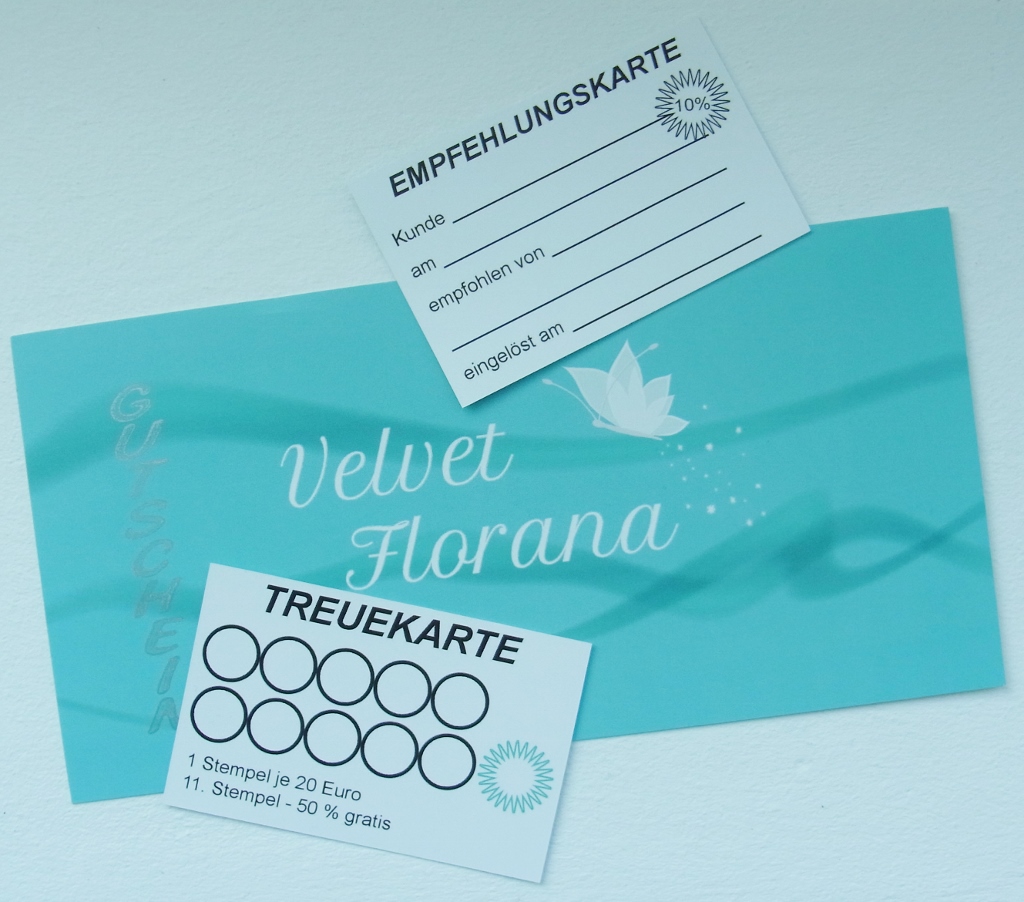 EMPFEHLUNGSKARTE
10%
Kunde
am
empfohlen von
eingelöst am
GUTSCHEIN
Velvet
Florana
TREUEKARTE
1 Stempel je 20 Euro
11. Stempel - 50 % gratis